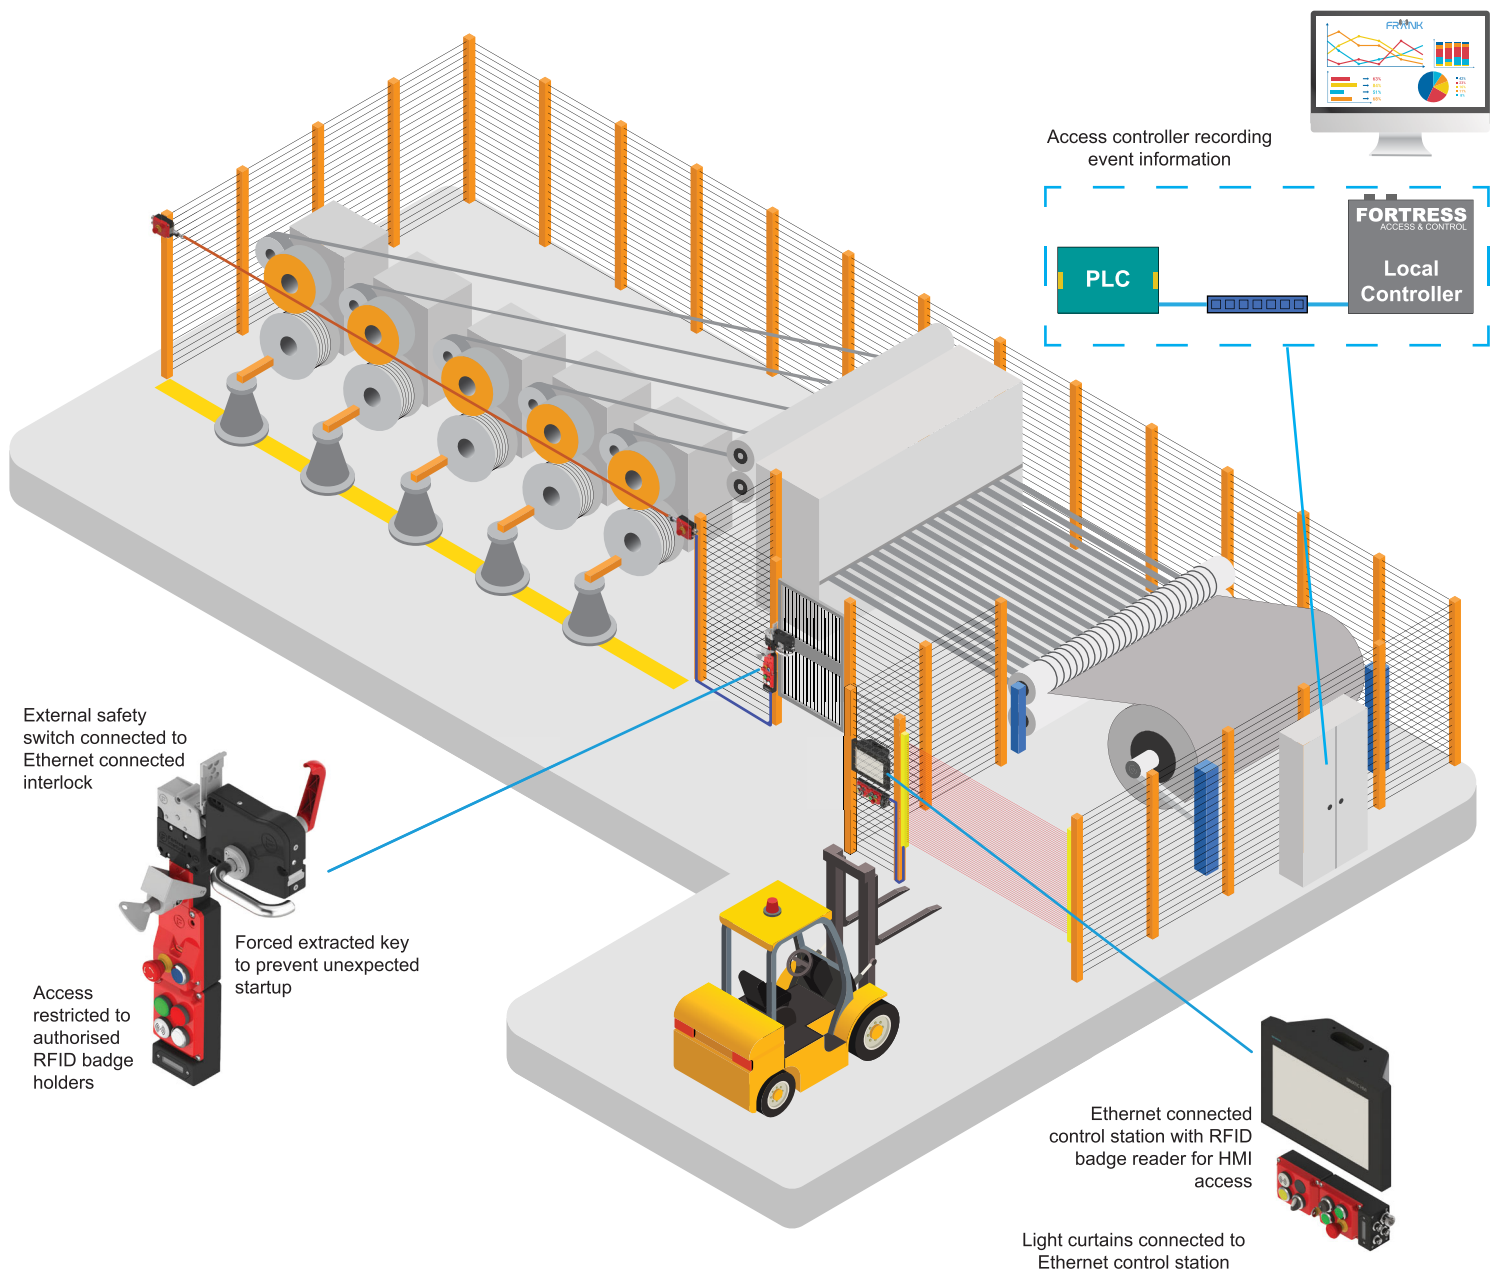 FRANK
Access controller recording
event information
FORTRESS
ACCESS & CONTROL
PLC
Local
Controller
External safety
switch connected to
Ethernet connected
interlock
Forced extracted key
to prevent unexpected
startup
Access
restricted to
authorised
RFID badge
holders
Ethernet connected
control station with RFID
badge reader for HMI
access
Light curtains connected to
Ethernet control station